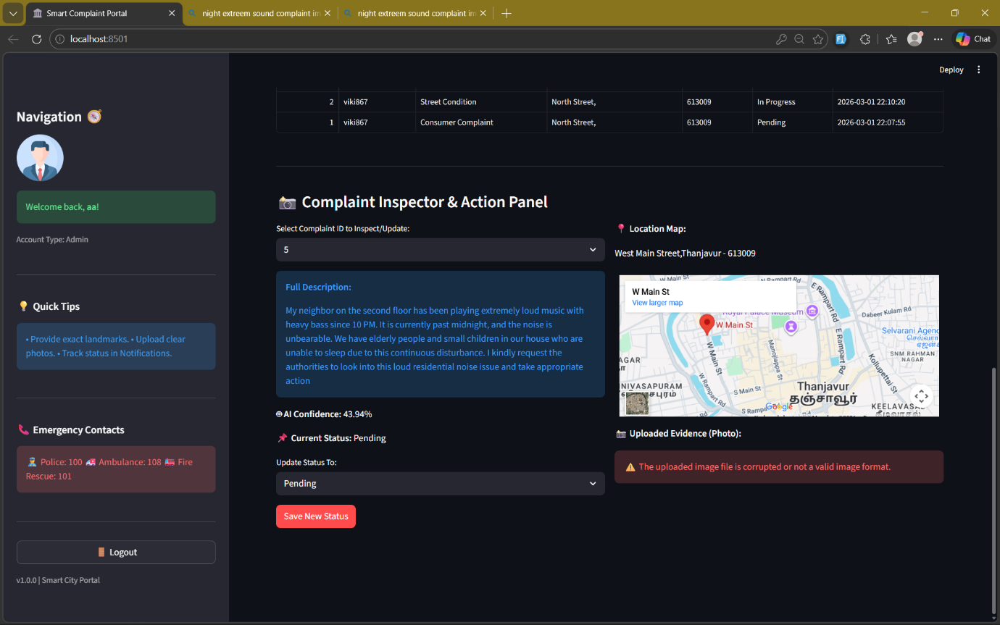 Smart Complaint Portal
night extreem sound complaint im
night extreem sound complaint im
localhost:8501
Chat
Deploy
Navigation
Welcome back, aa!
Account Type: Admin
Quick Tips
• Provide exact landmarks. • Upload clear
photos. • Track status in Notifications.
Emergency Contacts
Police: 100 Ambulance: 108 Fire
Rescue: 101
Logout
v1.0.0 | Smart City Portal
2 viki867 Street Condition North Street, 613009 In Progress 2026-03-01 22:10:20
1 viki867 Consumer Complaint North Street, 613009 Pending 2026-03-01 22:07:55
Complaint Inspector & Action Panel
Select Complaint ID to Inspect/Update:
5
Full Description:
My neighbor on the second floor has been playing extremely loud music with
heavy bass since 10 PM. It is currently past midnight, and the noise is
unbearable. We have elderly people and small children in our house who are
unable to sleep due to this continuous disturbance. I kindly request the
authorities to look into this loud residential noise issue and take appropriate
action
AI Confidence: 43.94%
Current Status: Pending
Update Status To:
Pending
Save New Status
Location Map:
West Main Street,Thanjavur - 613009
W Main St
N Rampart Rd
W Main St
View larger map
E Rampart Rd
Royal Palace Museum
Dabeer Kulam Rd
W Main St
Selvarani Agenc
SNM RAHMAN
NAGAR
AGAR
W Main St
Manojiappa St
E Rampart Rd
Kollupettai St
NIVASAPURAM
W Rampart Rd
S Main St
Thanjavur
தஞ்சாவூர்
KEELAVASAL
S Rampa
Google
Uploaded Evidence (Photo):
The uploaded image file is corrupted or not a valid image format.